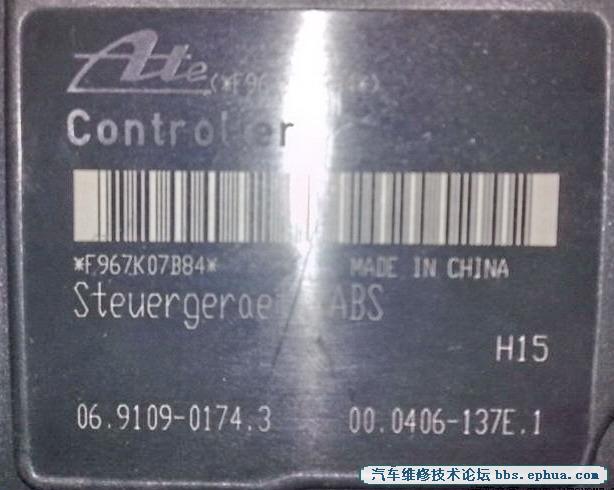 Ate
Controller
*F967K07B84* MADE IN CHINA
Steuergeraet ABS
H15
06.9109-0174.3 00.0406-137E.1
汽车维修技术论坛 bbs.ephua.com